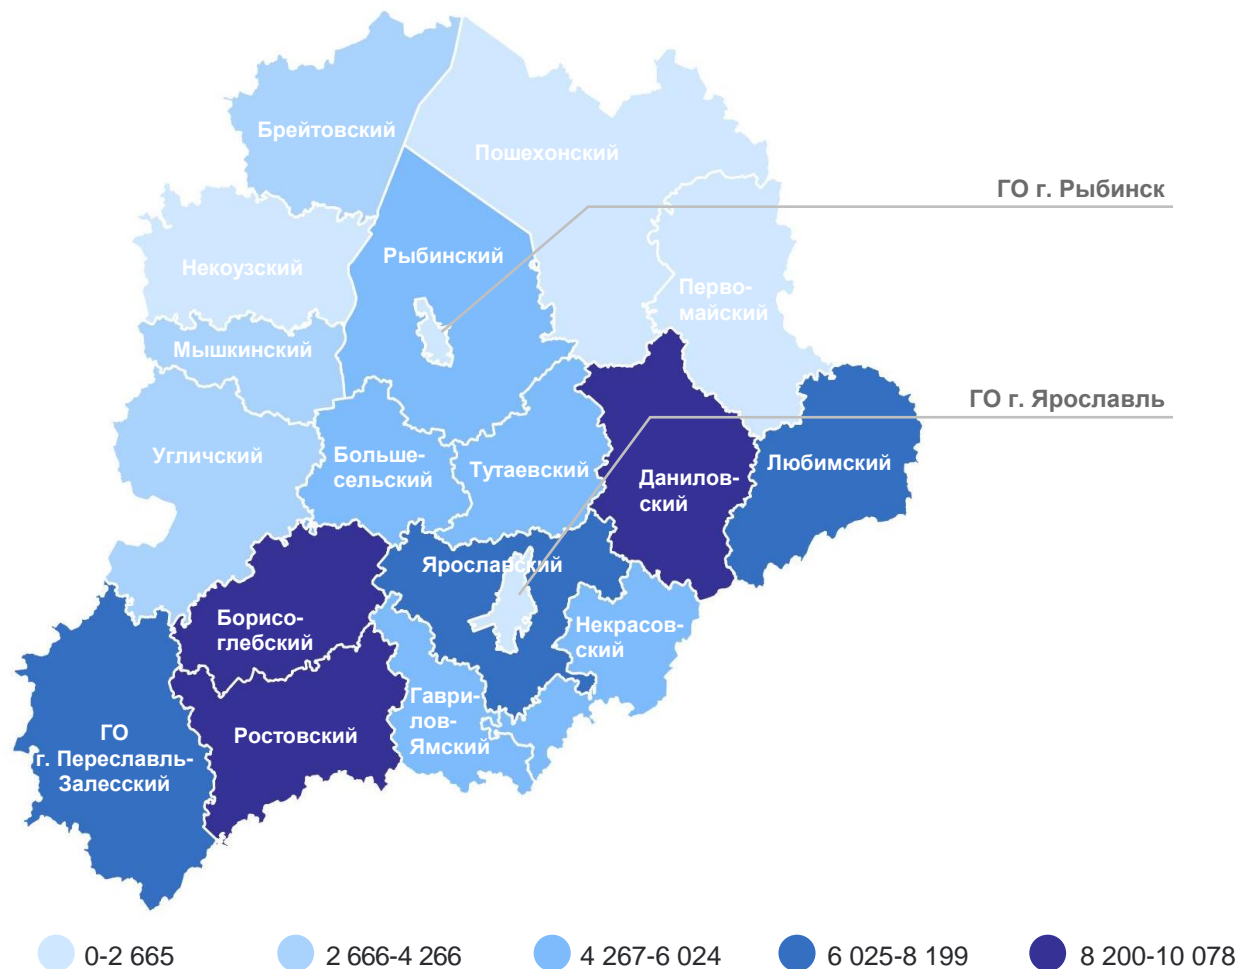 Брейтовский
Пошехонский
ГО г. Рыбинск
Некоузский
Рыбинский
Перво-
майский
Мышкинский
ГО г. Ярославль
Угличский
Больше-
сельский
Тутаевский
Данилов-
ский
Любимский
Ярославский
Борисо-
глебский
Некрасов-
ский
ГО
г. Переславль-
Залесский
Ростовский
Гаври-
лов-
Ямский
0-2 665
2 666-4 266
4 267-6 024
6 025-8 199
8 200-10 078